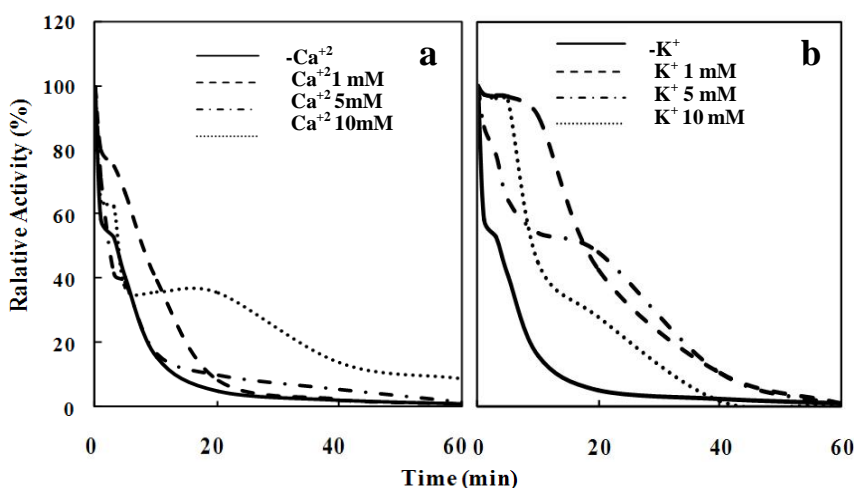 a
-Ca+2
Ca+2 1 mM
Ca+2 5mM
Ca+2 10mM
b
-K+
K+ 1 mM
K+ 5 mM
K+ 10 mM
Ralative Activity (%)
120
100
80
60
40
20
0
0 20 40 60
0 20 40 60
Time (min)